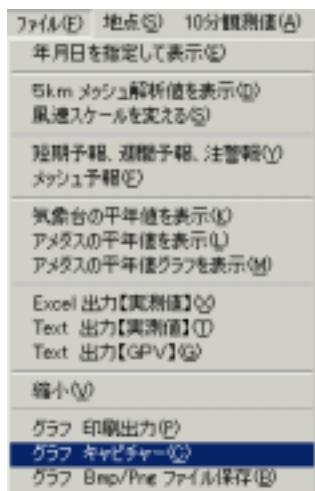 ファイル(F) 地点(S) 10分観測値(A)
年月日を指定して表示(E)
5km メッシュ解析値を表示(D)
風速スケールを変える(S)
短期予報、週間予報、注警報(Y)
メッシュ予報(E)
気象台の平年値を表示(K)
アメダスの平年値を表示(L)
アメダスの平年値グラフを表示(M)
Excel 出力【実測値】(X)
Text 出力【実測値】(T)
Text 出力【GPV】(G)
縮小(V)
グラフ 印刷出力(P)
グラフ キャピチャー(C)
グラフ Bmp/Png ファイル保存(B)